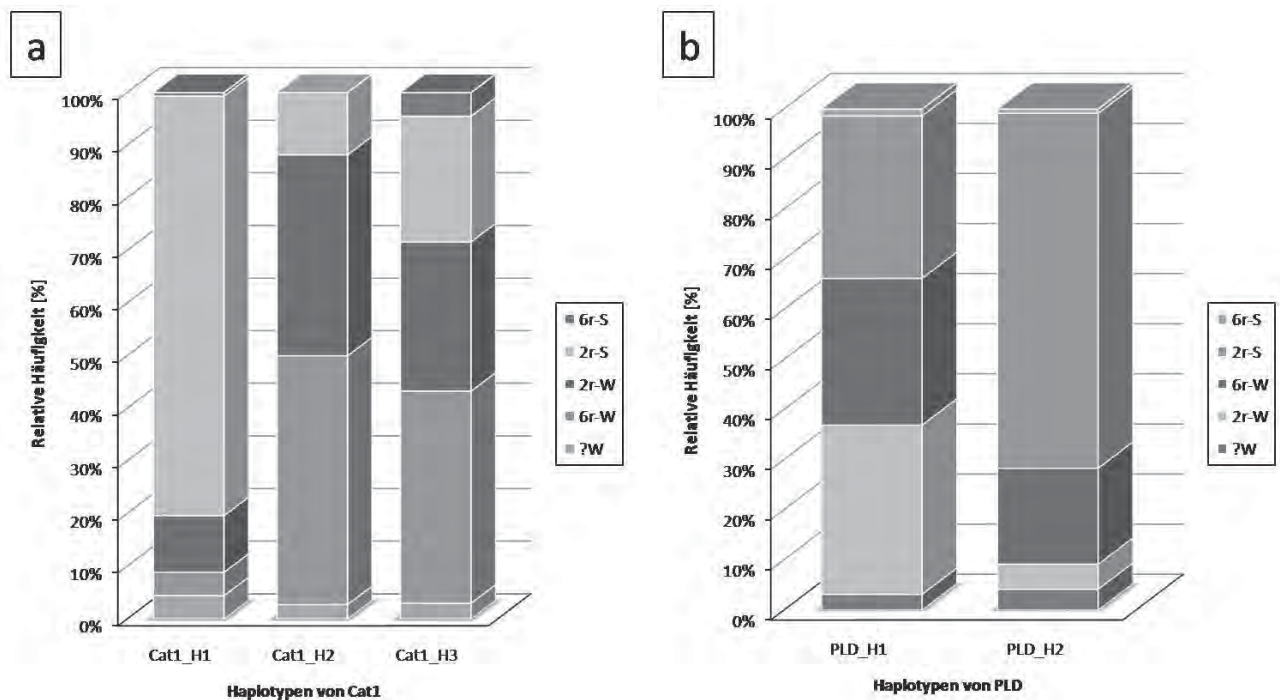 a
Relative Häufigkeit [%]
100%
90%
80%
70%
60%
50%
40%
30%
20%
10%
0%
Cat1_H1 Cat1_H2 Cat1_H3
Haplotypen von Cat1
6r-S
2r-S
2r-W
6r-W
?W
b
Relative Häufigkeit [%]
100%
90%
80%
70%
60%
50%
40%
30%
20%
10%
0%
PLD_H1 PLD_H2
Haplotypen von PLD
6r-S
2r-S
6r-W
2r-W
?W